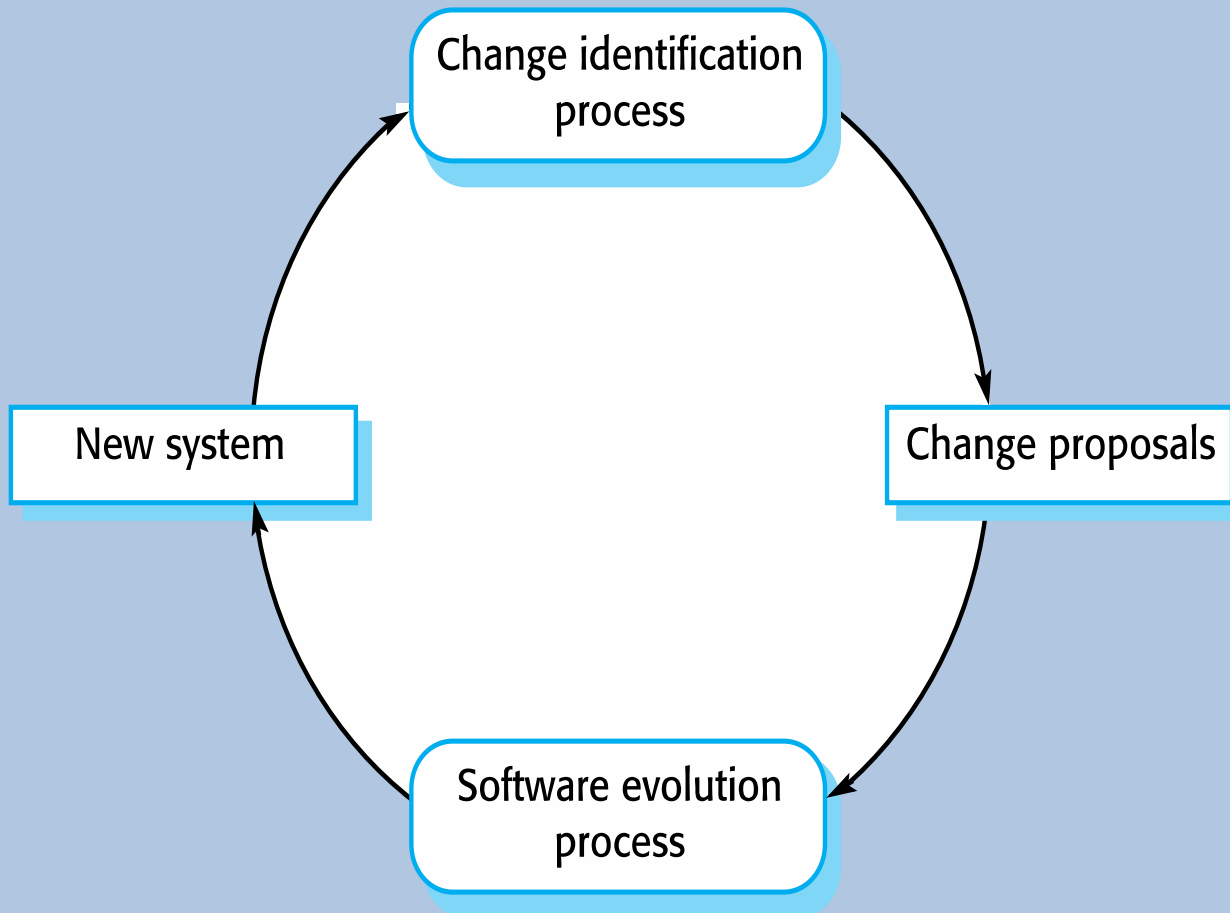 Change identification
process
New system
Change proposals
Software evolution
process